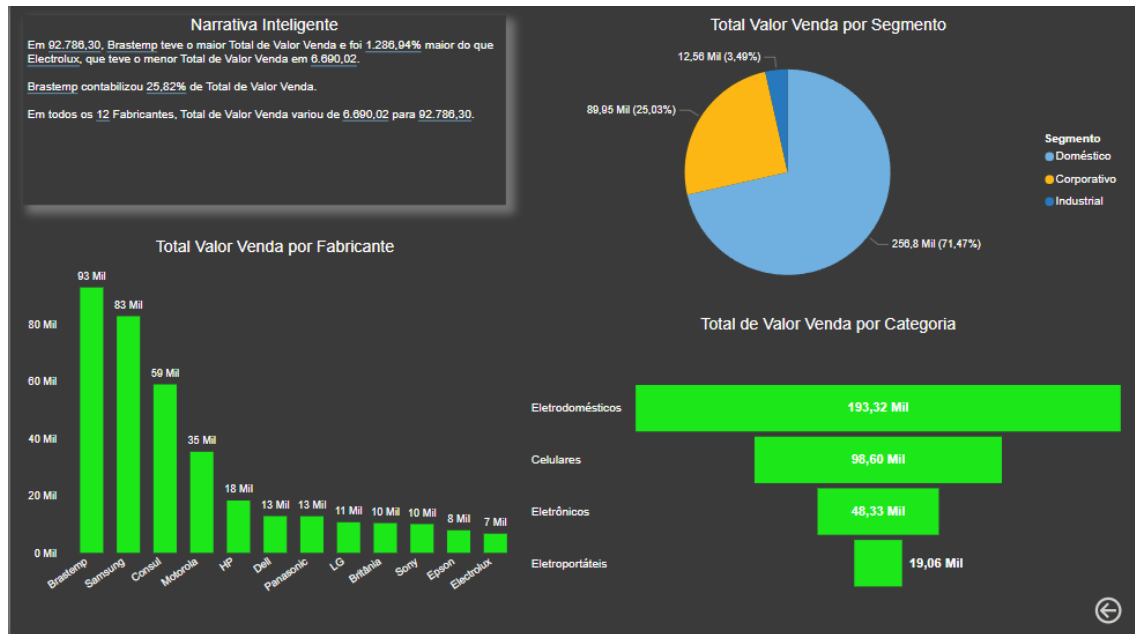 Narrativa Inteligente
Em 92.786,30, Brastemp teve o maior Total de Valor Venda e foi 1.286,94% maior do que
Electrolux, que teve o menor Total de Valor Venda em 6.690,02.
Brastemp contabilizou 25,82% de Total de Valor Venda.
Em todos os 12 Fabricantes, Total de Valor Venda variou de 6.690,02 para 92.786,30.
Total Valor Venda por Segmento
12,56 Mil (3,49%)
89,95 Mil (25,03%)
256,8 Mil (71,47%)
Segmento
Doméstico
Corporativo
Industrial
Total Valor Venda por Fabricante
93 Mil
83 Mil
59 Mil
35 Mil
18 Mil
13 Mil
13 Mil
11 Mil
10 Mil
10 Mil
8 Mil
7 Mil
80 Mil
60 Mil
40 Mil
20 Mil
0 Mil
Brastemp
Samsung
Consul
Motorola
HP
Dell
Panasonic
LG
Britânia
Sony
Epson
Electrolux
Total de Valor Venda por Categoria
Eletrodomésticos
193,32 Mil
Celulares
98,60 Mil
Eletrônicos
48,33 Mil
Eletroportáteis
19,06 Mil